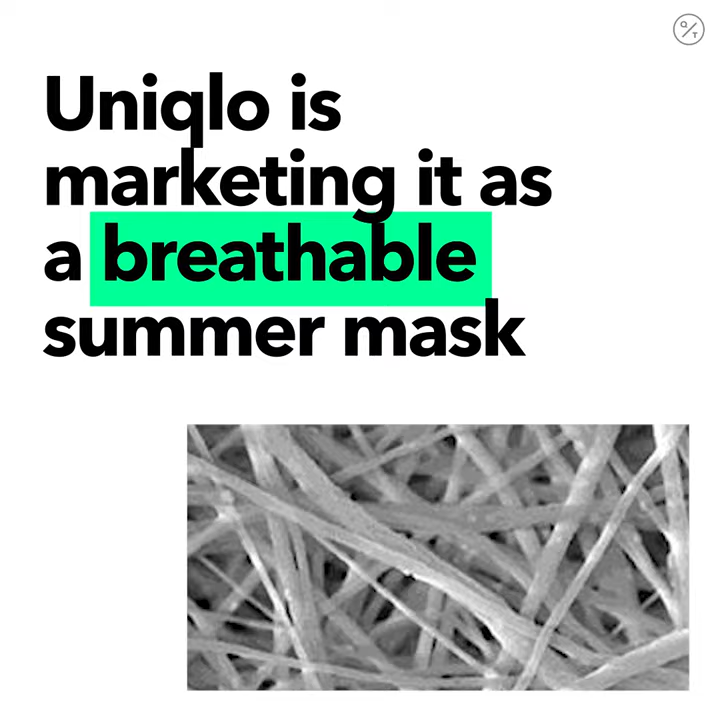 Q
T
Uniqlo is
marketing it as
a breathable
summer mask